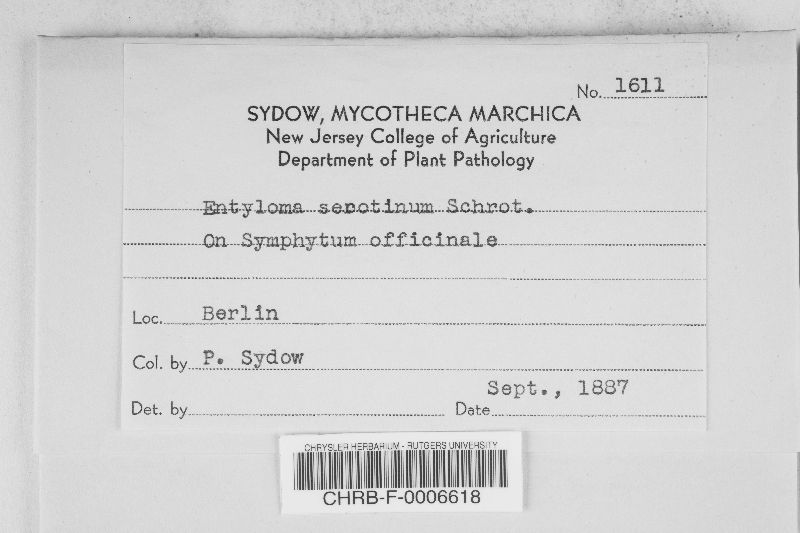 No. 1611
SYDOW, MYCOTHECA MARCHICA
New Jersey College of Agriculture
Department of Plant Pathology
Entyloma serotinum Schrot.
On Symphytum officinale
Loc. Berlin
Col. by P. Sydow
Det. by Date Sept., 1887
CHRYSLER HERBARIUM - RUTGERS UNIVERSITY
CHRB-F-0006618